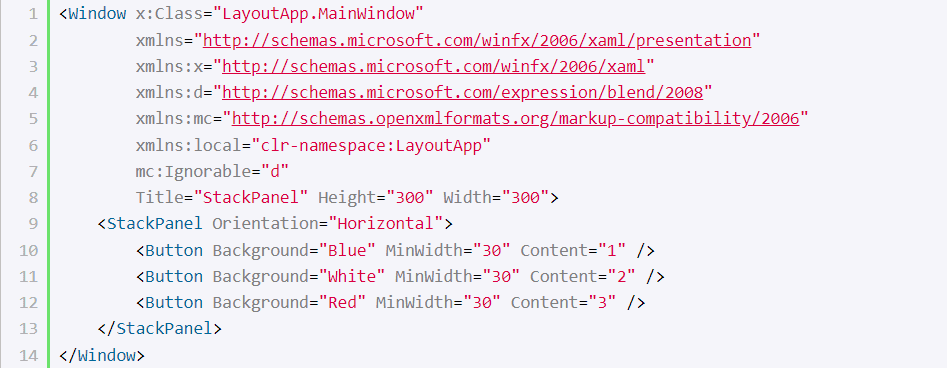 1 <Window x:Class="LayoutApp.MainWindow"
2         xmlns="http://schemas.microsoft.com/winfx/2006/xaml/presentation"
3         xmlns:x="http://schemas.microsoft.com/winfx/2006/xaml"
4         xmlns:d="http://schemas.microsoft.com/expression/blend/2008"
5         xmlns:mc="http://schemas.openxmlformats.org/markup-compatibility/2006"
6         xmlns:local="clr-namespace:LayoutApp"
7         mc:Ignorable="d"
8         Title="StackPanel" Height="300" Width="300">
9     <StackPanel Orientation="Horizontal">
10         <Button Background="Blue" MinWidth="30" Content="1" />
11         <Button Background="White" MinWidth="30" Content="2" />
12         <Button Background="Red" MinWidth="30" Content="3" />
13     </StackPanel>
14 </Window>